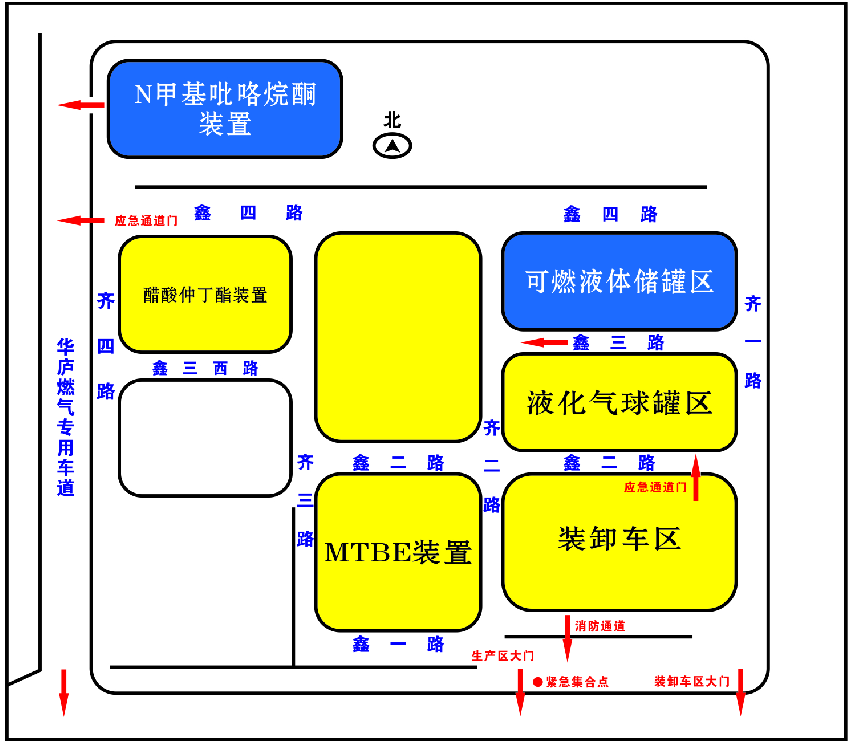 N甲基吡咯烷酮
装置
北
鑫四路
鑫四路
应急通道门
醋酸仲丁酯装置
可燃液体储罐区
齐四路
齐一路
鑫三路
华庐燃气专用车道
鑫三西路
液化气球罐区
齐二路
齐三路
鑫二路
鑫二路
应急通道门
MTBE装置
装卸车区
消防通道
鑫一路
生产区大门
紧急集合点
装卸车区大门